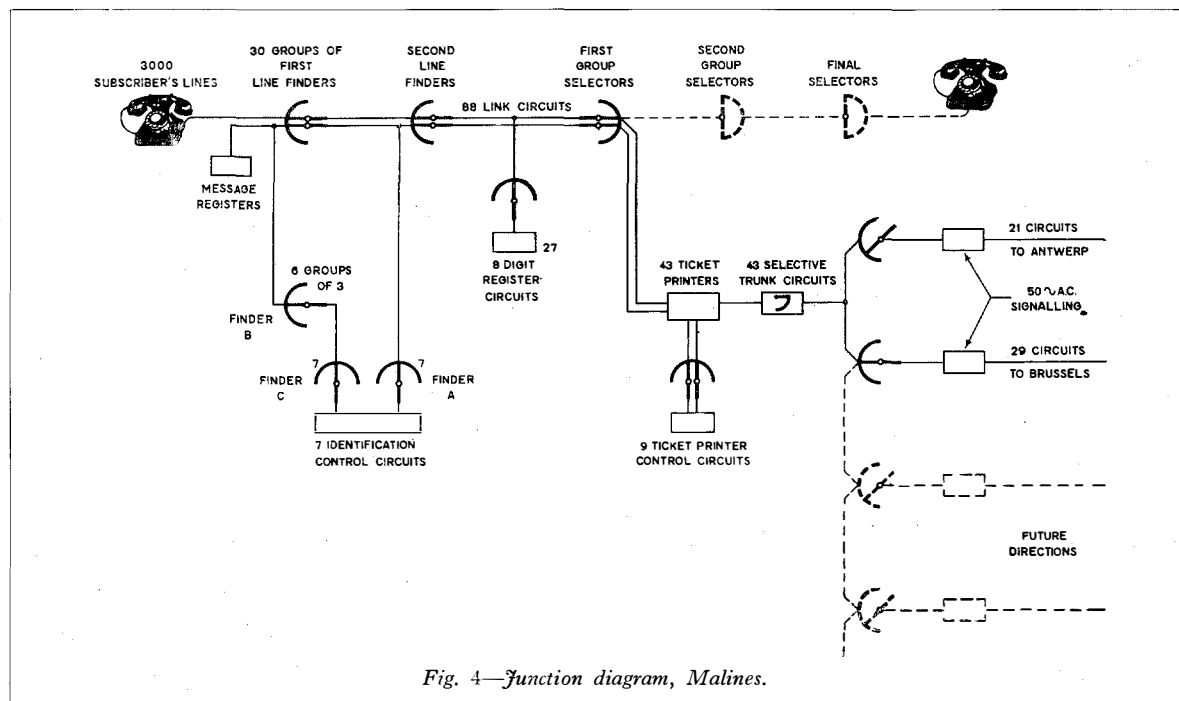 3000
SUBSCRIBER'S LINES
30 GROUPS OF
FIRST
LINE FINDERS
SECOND
LINE
FINDERS
88 LINK CIRCUITS
FIRST
GROUP
SELECTORS
SECOND
GROUP
SELECTORS
FINAL
SELECTORS
MESSAGE
REGISTERS
27
8 DIGIT
REGISTER-
CIRCUITS
6 GROUPS
OF 3
FINDER
B
7
FINDER
C
7
FINDER
A
7 IDENTIFICATION
CONTROL CIRCUITS
43 TICKET
PRINTERS
43 SELECTIVE
TRUNK CIRCUITS
9 TICKET PRINTER
CONTROL CIRCUITS
21 CIRCUITS
TO ANTWERP
50~A.C.
SIGNALLING
29 CIRCUITS
TO BRUSSELS
FUTURE
DIRECTIONS
Fig. 4—Junction diagram, Malines.